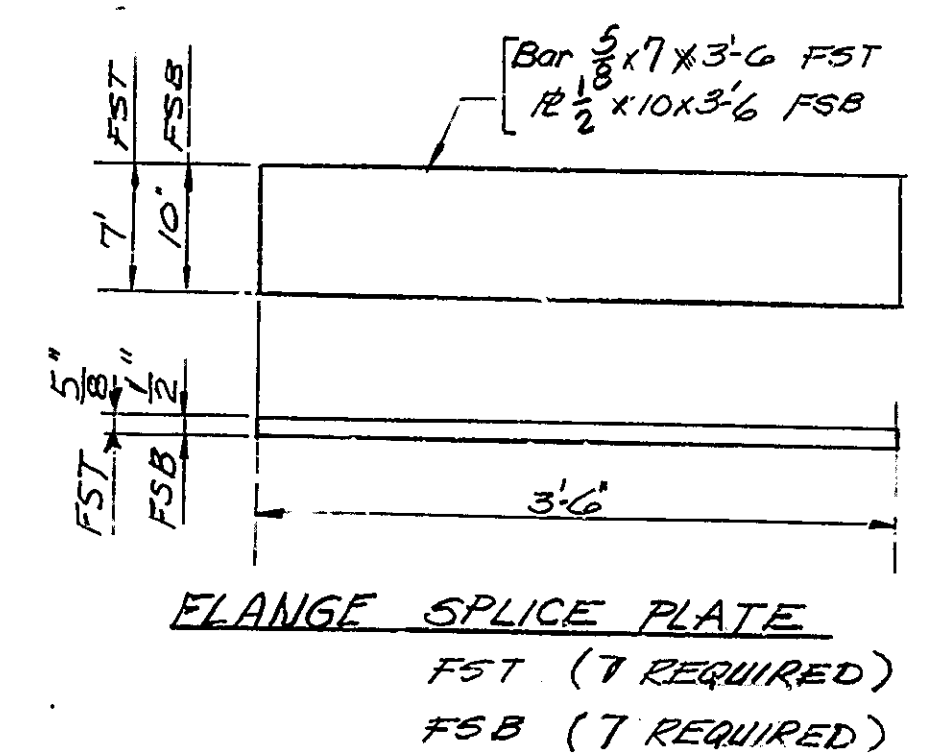 Bar 5/8 x 7 x 3'-6 FST
PL 1/2 x 10 x 3'-6 FSB
FST
FSB
7'
10"
5/8"
1/2"
FST
FSB
3'-6"
FLANGE SPLICE PLATE
FST (7 REQUIRED)
FSB (7 REQUIRED)